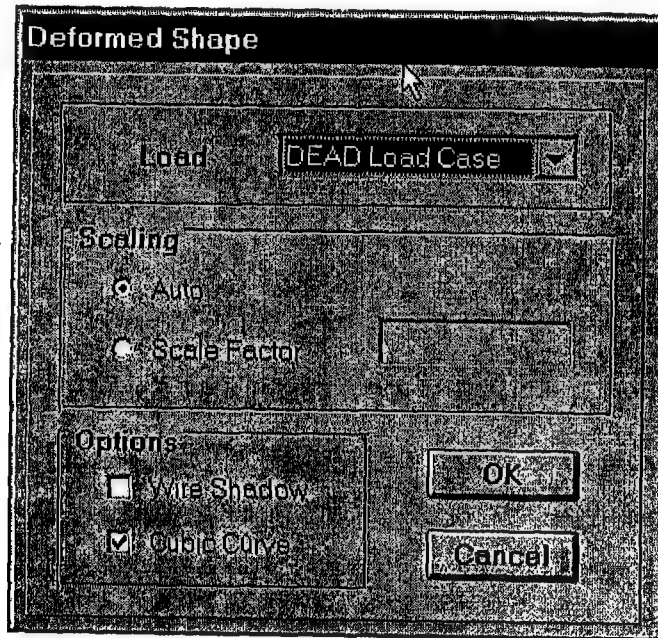 Deformed Shape
Load DEAD Load Case
Scaling
Auto
Scale Factor
Options
Wire Shadow
Cubic Curve
OK
Cancel